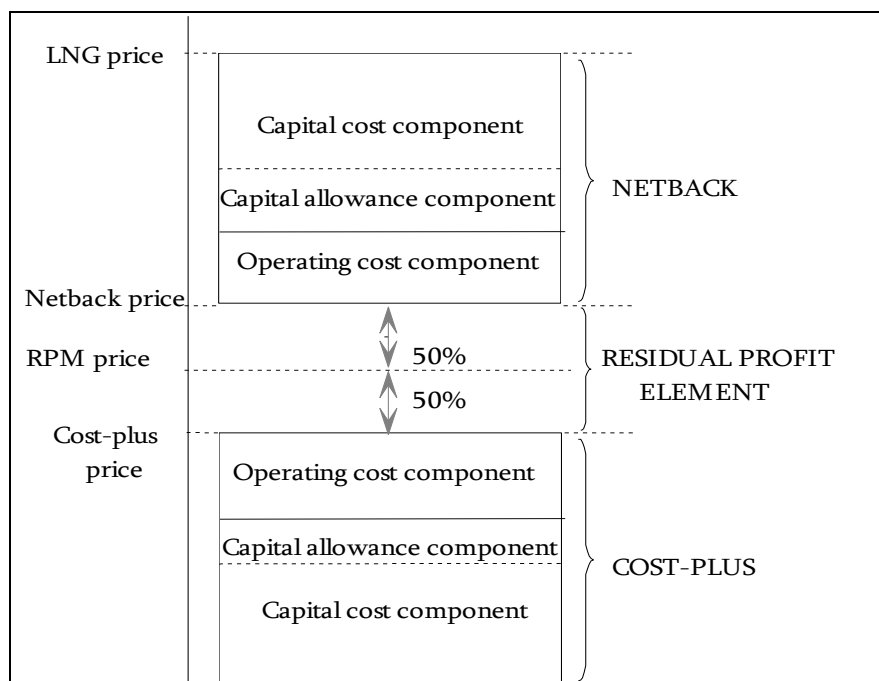 LNG price
Capital cost component
Capital allowance component
NETBACK
Operating cost component
Netback price
50%
RPM price
RESIDUAL PROFIT
ELEMENT
50%
Cost-plus
price
Operating cost component
Capital allowance component
COST-PLUS
Capital cost component